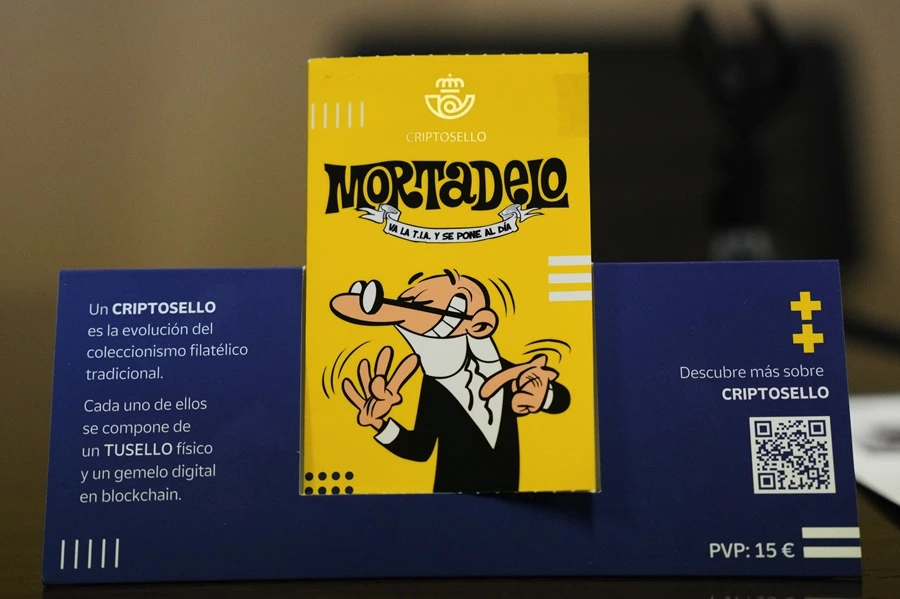 CRIPTOSELLO
MORTADELO
VA LA T.I.A. Y SE PONE AL DÍA
Un CRIPTOSELLO
es la evolución del
coleccionismo filatélico
tradicional.
Cada uno de ellos
se compone de
un TUSELLO físico
y un gemelo digital
en blockchain.
Descubre más sobre
CRIPTOSELLO
PVP: 15 €